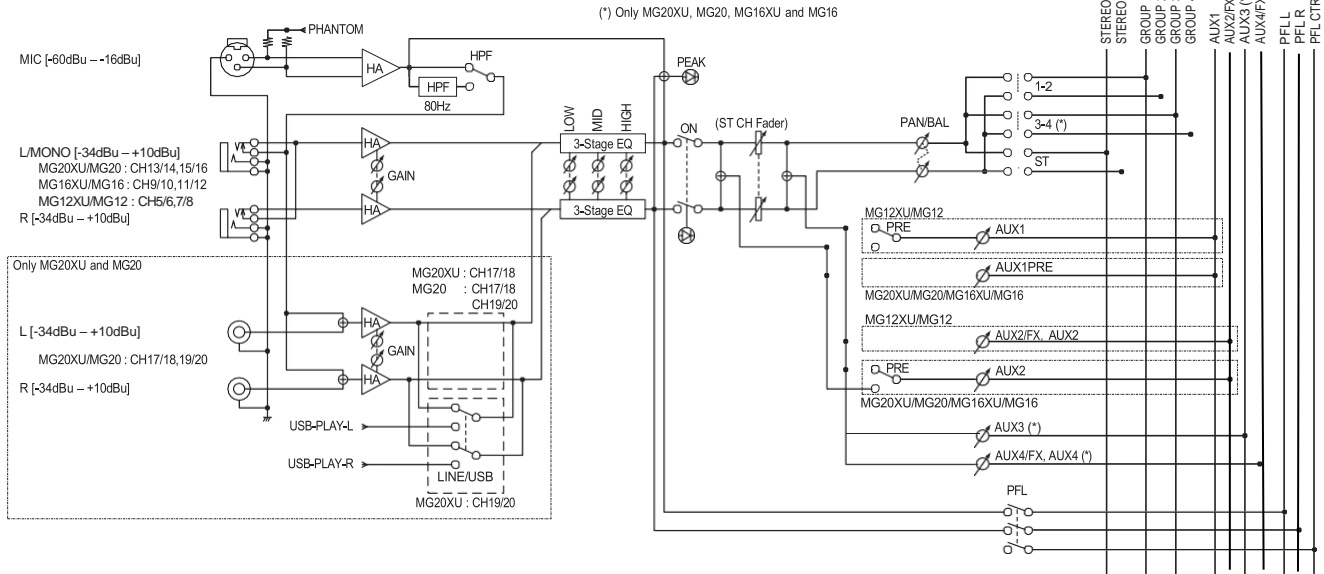 (*) Only MG20XU, MG20, MG16XU and MG16
STEREO
STEREO
GROUP
GROUP
GROUP
GROUP
AUX1
AUX2/FX
AUX3
AUX4/FX
PFL L
PFL R
PFL CTR
PHANTOM
MIC [-60dBu – -16dBu]
HA
HPF
HPF
80Hz
PEAK
LOW
MID
HIGH
ON
(ST CH Fader)
PAN/BAL
1-2
3-4 (*)
ST
L/MONO [-34dBu – +10dBu]
MG20XU/MG20 : CH13/14,15/16
MG16XU/MG16 : CH9/10,11/12
MG12XU/MG12 : CH5/6,7/8
R [-34dBu – +10dBu]
HA
GAIN
HA
3-Stage EQ
3-Stage EQ
MG12XU/MG12
PRE
AUX1
AUX1PRE
MG20XU/MG20/MG16XU/MG16
MG12XU/MG12
AUX2/FX, AUX2
PRE
AUX2
MG20XU/MG20/MG16XU/MG16
AUX3 (*)
AUX4/FX, AUX4 (*)
PFL
Only MG20XU and MG20
MG20XU : CH17/18
MG20 : CH17/18
CH19/20
L [-34dBu – +10dBu]
HA
GAIN
MG20XU/MG20 : CH17/18,19/20
HA
R [-34dBu – +10dBu]
USB-PLAY-L
USB-PLAY-R
LINE/USB
MG20XU : CH19/20